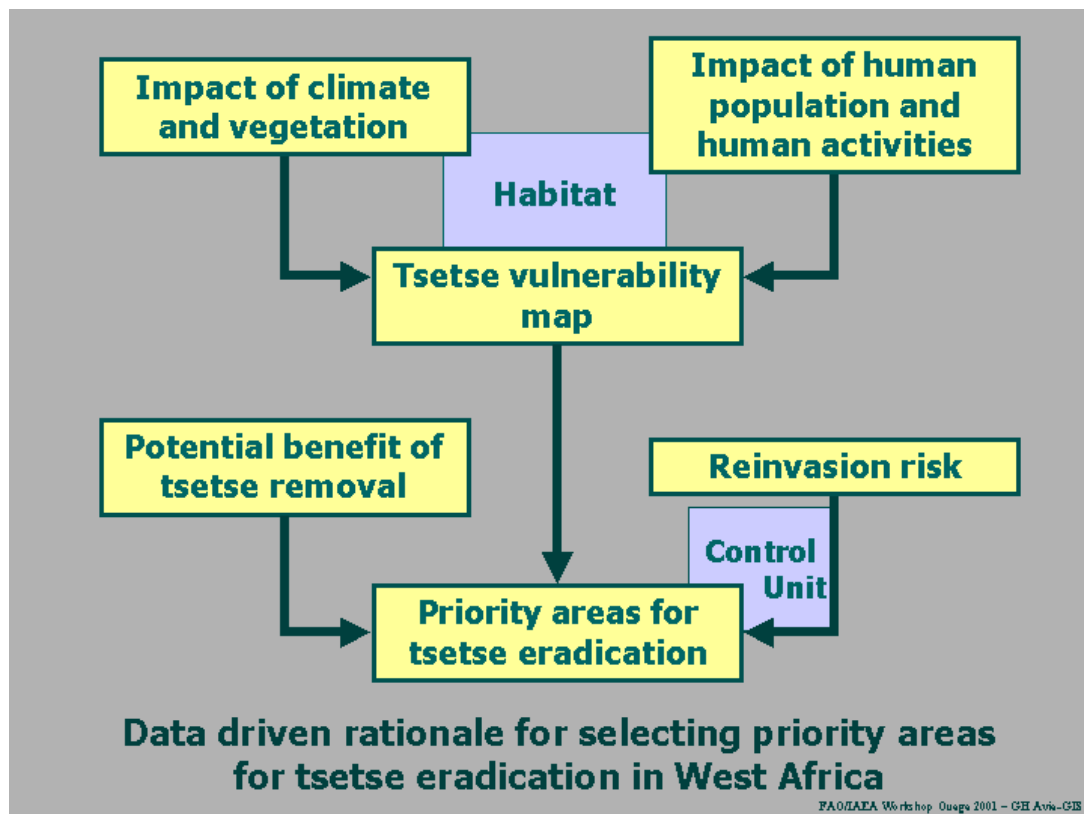 Impact of climate
and vegetation
Impact of human
population and
human activities
Habitat
Tsetse vulnerability
map
Potential benefit of
tsetse removal
Reinvasion risk
Control
Unit
Priority areas for
tsetse eradication
Data driven rationale for selecting priority areas
for tsetse eradication in West Africa
FAO/IAEA Workshop Ouaga 2001 – GH Avia-GIS